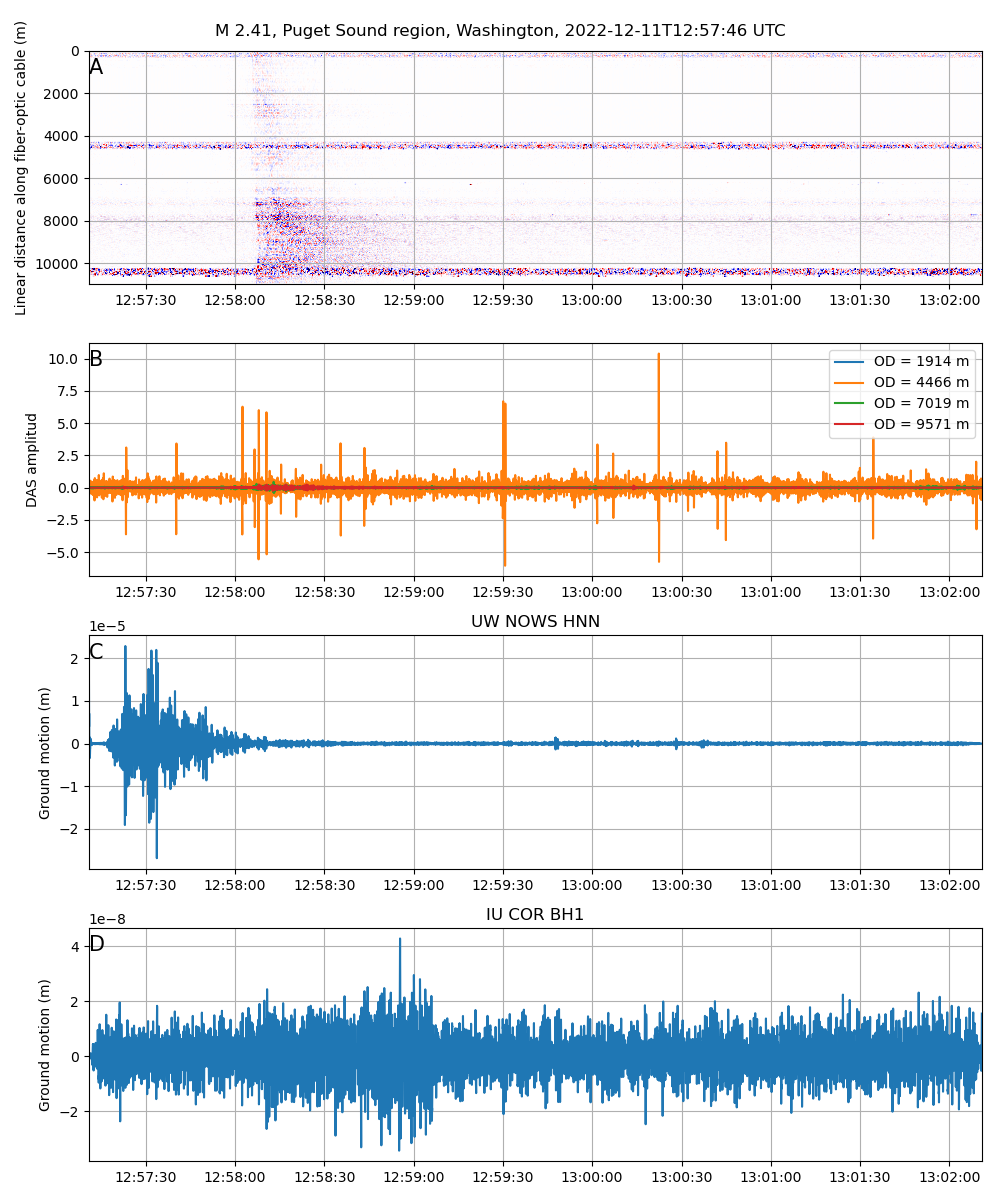 M 2.41, Puget Sound region, Washington, 2022-12-11T12:57:46 UTC
Linear distance along fiber-optic cable (m)
A
0
2000
4000
6000
8000
10000
12:57:30 12:58:00 12:58:30 12:59:00 12:59:30 13:00:00 13:00:30 13:01:00 13:01:30 13:02:00
DAS amplitud
B
10.0
7.5
5.0
2.5
0.0
−2.5
−5.0
OD = 1914 m
OD = 4466 m
OD = 7019 m
OD = 9571 m
12:57:30 12:58:00 12:58:30 12:59:00 12:59:30 13:00:00 13:00:30 13:01:00 13:01:30 13:02:00
UW NOWS HNN
1e−5
Ground motion (m)
C
2
1
0
−1
−2
12:57:30 12:58:00 12:58:30 12:59:00 12:59:30 13:00:00 13:00:30 13:01:00 13:01:30 13:02:00
IU COR BH1
1e−8
Ground motion (m)
D
4
2
0
−2
12:57:30 12:58:00 12:58:30 12:59:00 12:59:30 13:00:00 13:00:30 13:01:00 13:01:30 13:02:00